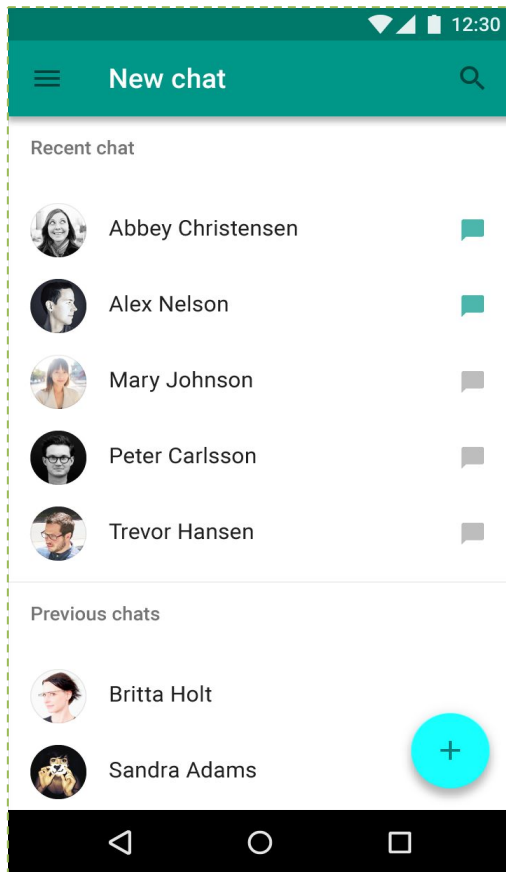 12:30
New chat
Recent chat
Abbey Christensen
Alex Nelson
Mary Johnson
Peter Carlsson
Trevor Hansen
Previous chats
Britta Holt
Sandra Adams